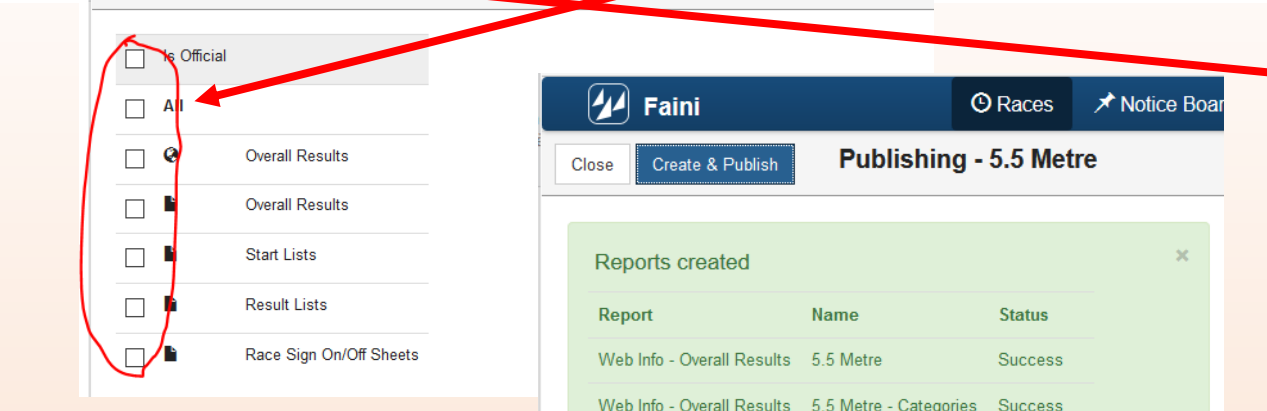 Is Official
All
Overall Results
Overall Results
Start Lists
Result Lists
Race Sign On/Off Sheets
Faini
Races
Notice Boar
Close
Create & Publish
Publishing - 5.5 Metre
Reports created
×
Report Name Status
Web Info - Overall Results 5.5 Metre Success
Web Info - Overall Results 5.5 Metre - Categories Success